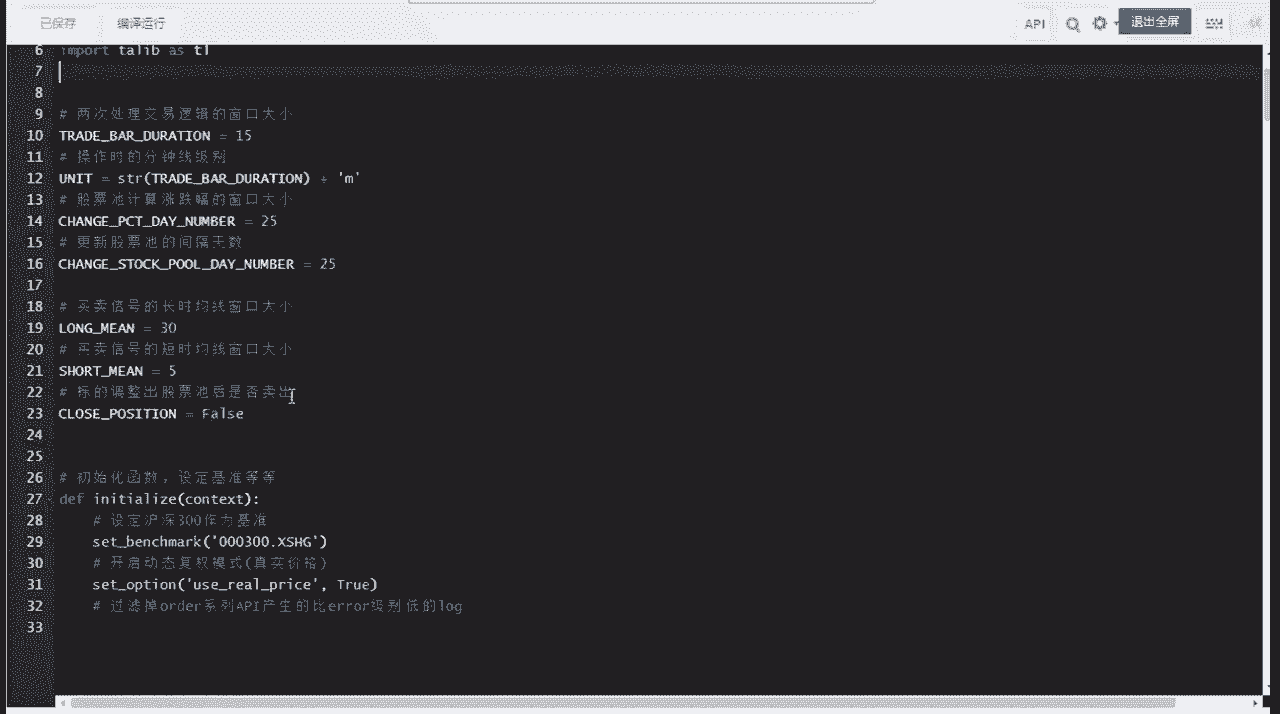 已保存 编译运行 API 退出全屏
6 import talib as tl
7
8
9 # 两次处理交易逻辑的窗口大小
10 TRADE_BAR_DURATION = 15
11 # 操作时的分钟线级别
12 UNIT = str(TRADE_BAR_DURATION) + 'm'
13 # 股票池计算涨跌幅的窗口大小
14 CHANGE_PCT_DAY_NUMBER = 25
15 # 更新股票池的间隔天数
16 CHANGE_STOCK_POOL_DAY_NUMBER = 25
17
18 # 买卖信号的长时均线窗口大小
19 LONG_MEAN = 30
20 # 买卖信号的短时均线窗口大小
21 SHORT_MEAN = 5
22 # 标的调整出股票池后是否卖出
23 CLOSE_POSITION = False
24
25
26 # 初始化函数，设定基准等等
27 def initialize(context):
28 # 设定沪深300作为基准
29 set_benchmark('000300.XSHG')
30 # 开启动态复权模式(真实价格)
31 set_option('use_real_price', True)
32 # 过滤掉order系列API产生的比error级别低的log
33